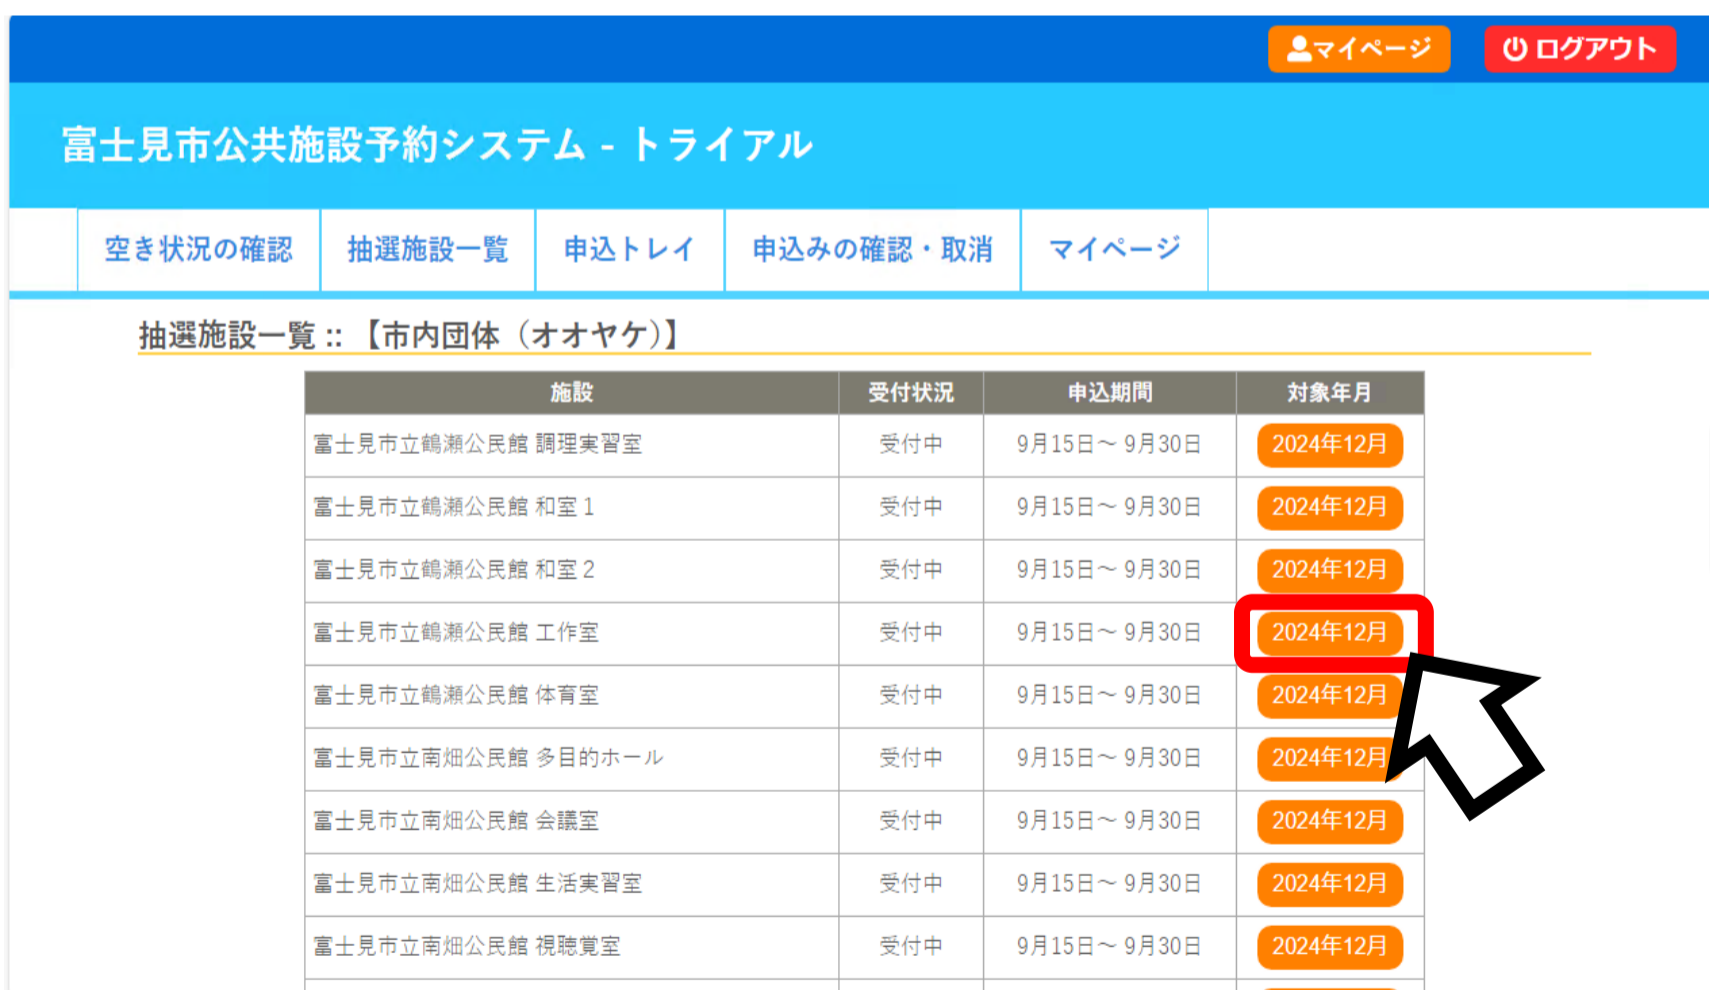 マイページ ログアウト
富士見市公共施設予約システム - トライアル
空き状況の確認 抽選施設一覧 申込トレイ 申込みの確認・取消 マイページ
抽選施設一覧 :: 【市内団体（オオヤケ）】
施設 受付状況 申込期間 対象年月
富士見市立鶴瀬公民館 調理実習室 受付中 9月15日～ 9月30日 2024年12月
富士見市立鶴瀬公民館 和室１ 受付中 9月15日～ 9月30日 2024年12月
富士見市立鶴瀬公民館 和室２ 受付中 9月15日～ 9月30日 2024年12月
富士見市立鶴瀬公民館 工作室 受付中 9月15日～ 9月30日 2024年12月
富士見市立鶴瀬公民館 体育室 受付中 9月15日～ 9月30日 2024年12月
富士見市立南畑公民館 多目的ホール 受付中 9月15日～ 9月30日 2024年12月
富士見市立南畑公民館 会議室 受付中 9月15日～ 9月30日 2024年12月
富士見市立南畑公民館 生活実習室 受付中 9月15日～ 9月30日 2024年12月
富士見市立南畑公民館 視聴覚室 受付中 9月15日～ 9月30日 2024年12月